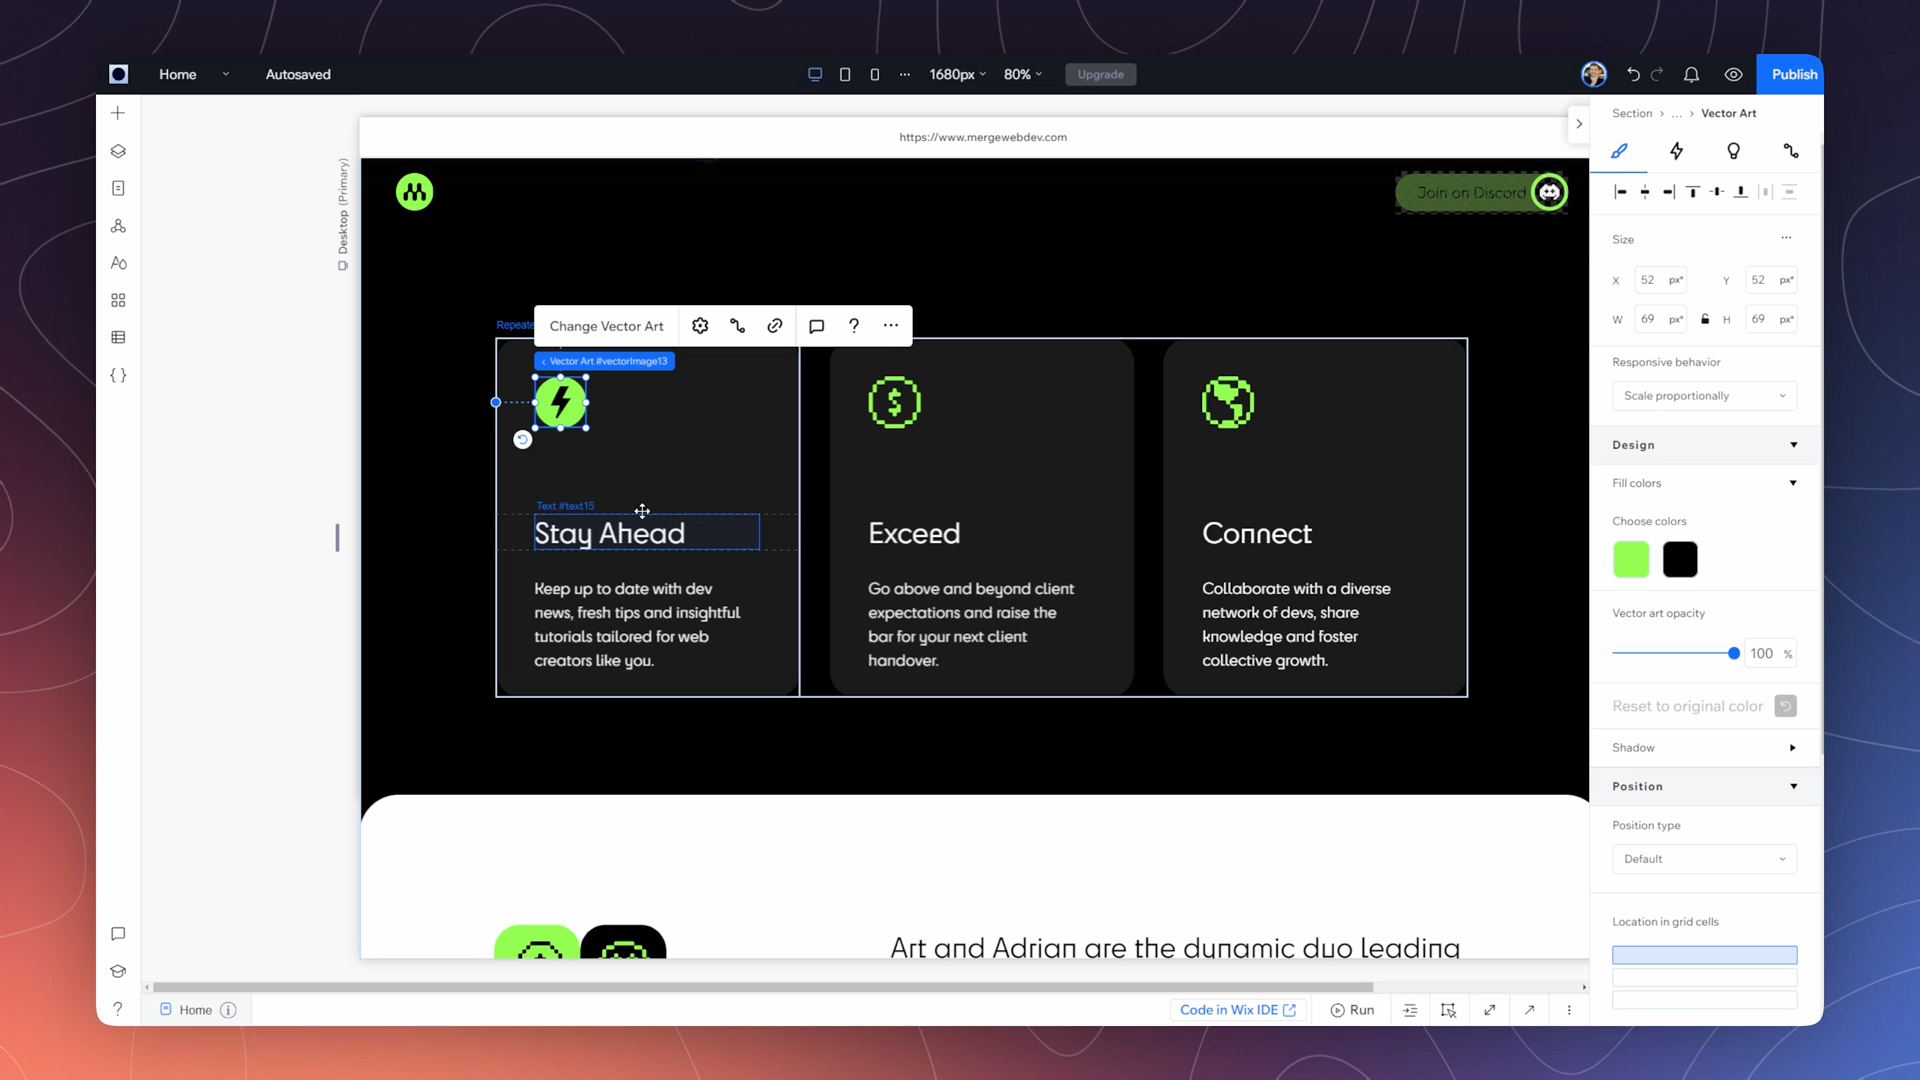 Home
Autosaved
1680px
80%
Upgrade
Publish
Section > ... > Vector Art
https://www.mergewebdev.com
Desktop (Primary)
Join on Discord
Size
X 52 px* Y 52 px*
W 69 px* H 69 px*
Change Vector Art
Repeate
Vector Art #vectorImage13
Responsive behavior
Scale proportionally
Design
Fill colors
Text #text15
Stay Ahead
Exceed
Connect
Choose colors
Keep up to date with dev
news, fresh tips and insightful
tutorials tailored for web
creators like you.
Go above and beyond client
expectations and raise the
bar for your next client
handover.
Collaborate with a diverse
network of devs, share
knowledge and foster
collective growth.
Vector art opacity
100 %
Reset to original color
Shadow
Position
Position type
Default
Location in grid cells
Art and Adrian are the dynamic duo leading
Home
Code in Wix IDE
Run